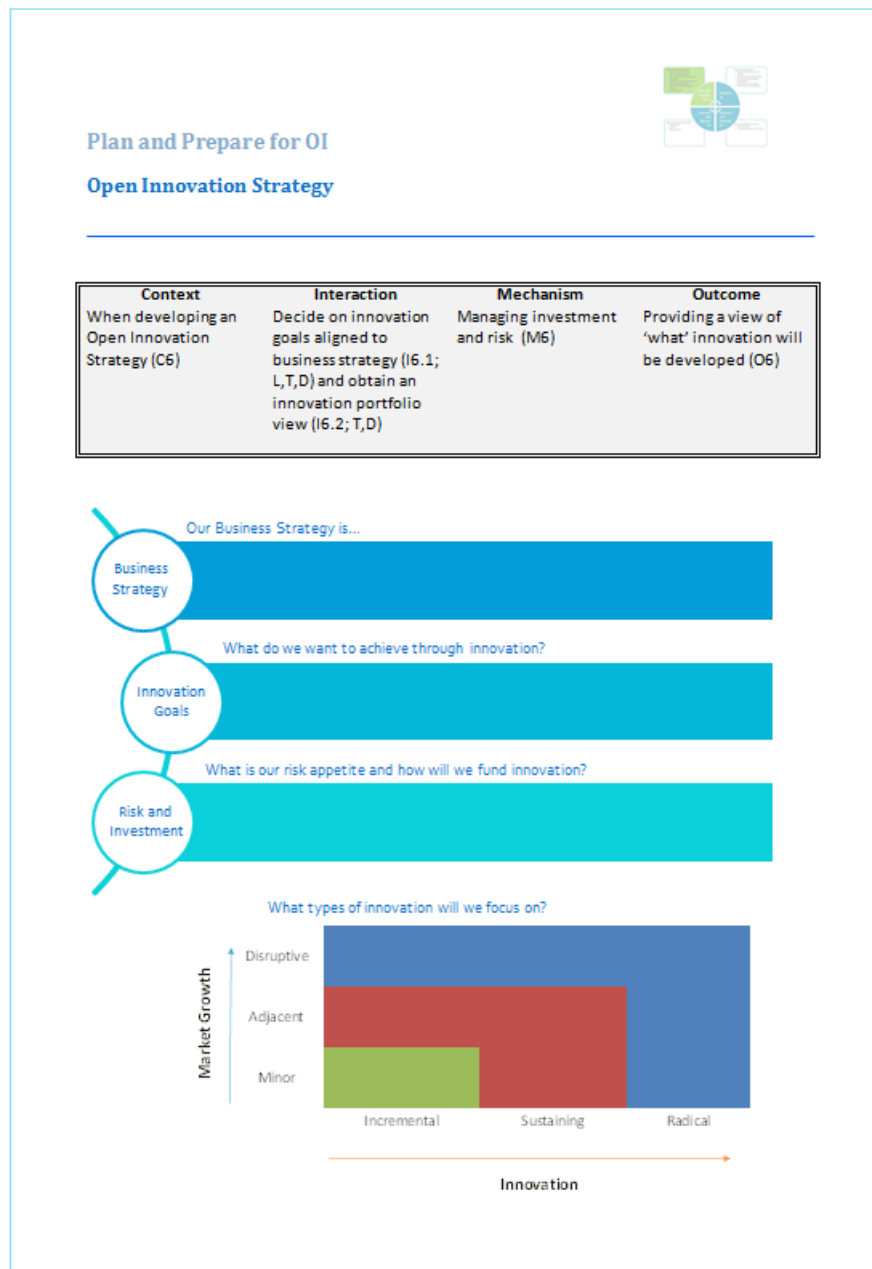 Plan and Prepare for OI
Open Innovation Strategy
Context
When developing an
Open Innovation
Strategy (C6)
Interaction
Decide on innovation
goals aligned to
business strategy (I6.1;
L,T,D) and obtain an
innovation portfolio
view (I6.2; T,D)
Mechanism
Managing investment
and risk (M6)
Outcome
Providing a view of
‘what’ innovation will
be developed (O6)
Our Business Strategy is...
Business
Strategy
What do we want to achieve through innovation?
Innovation
Goals
What is our risk appetite and how will we fund innovation?
Risk and
Investment
What types of innovation will we focus on?
Market Growth
Disruptive
Adjacent
Minor
Incremental
Sustaining
Radical
Innovation